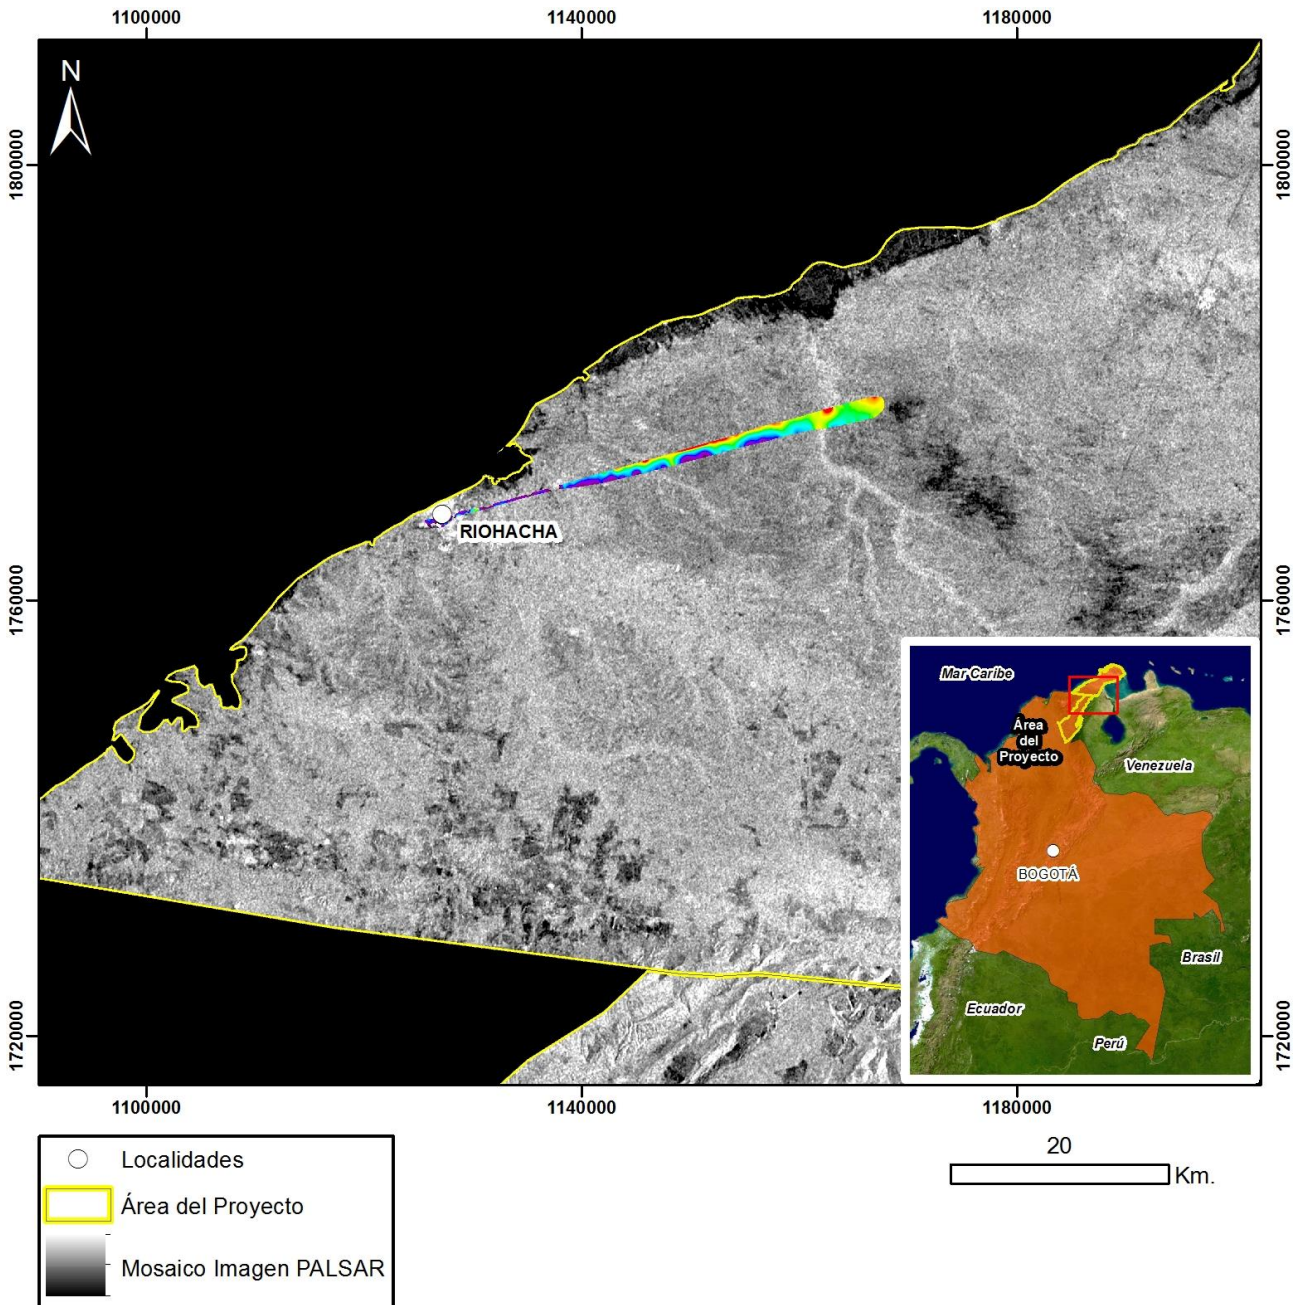 1100000 1140000 1180000
N
1800000 1800000
RIOHACHA
1760000 1760000
Mar Caribe
Área
del
Proyecto
Venezuela
BOGOTÁ
Brasil
Ecuador
Perú
1720000 1720000
1100000 1140000 1180000
Localidades
Área del Proyecto
Mosaico Imagen PALSAR
20
Km.